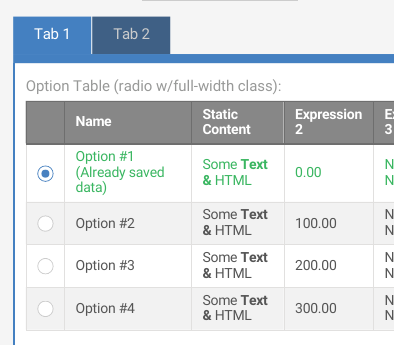 Tab 1 Tab 2
Option Table (radio w/full-width class):
Name Static Content Expression 2
Option #1 (Already saved data) Some Text & HTML 0.00
Option #2 Some Text & HTML 100.00
Option #3 Some Text & HTML 200.00
Option #4 Some Text & HTML 300.00